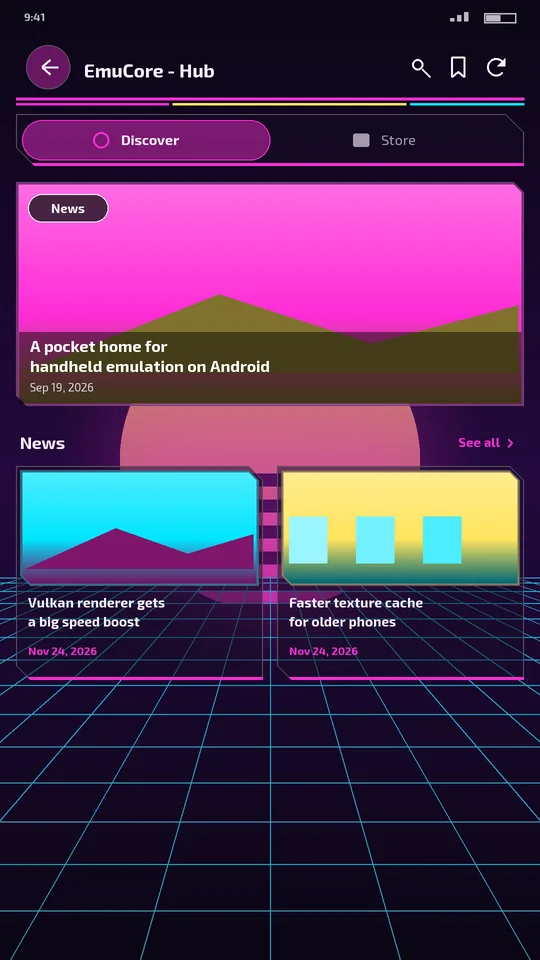 9:41
EmuCore - Hub
Discover
Store
News
A pocket home for
handheld emulation on Android
Sep 19, 2026
News
See all
Vulkan renderer gets
a big speed boost
Nov 24, 2026
Faster texture cache
for older phones
Nov 24, 2026